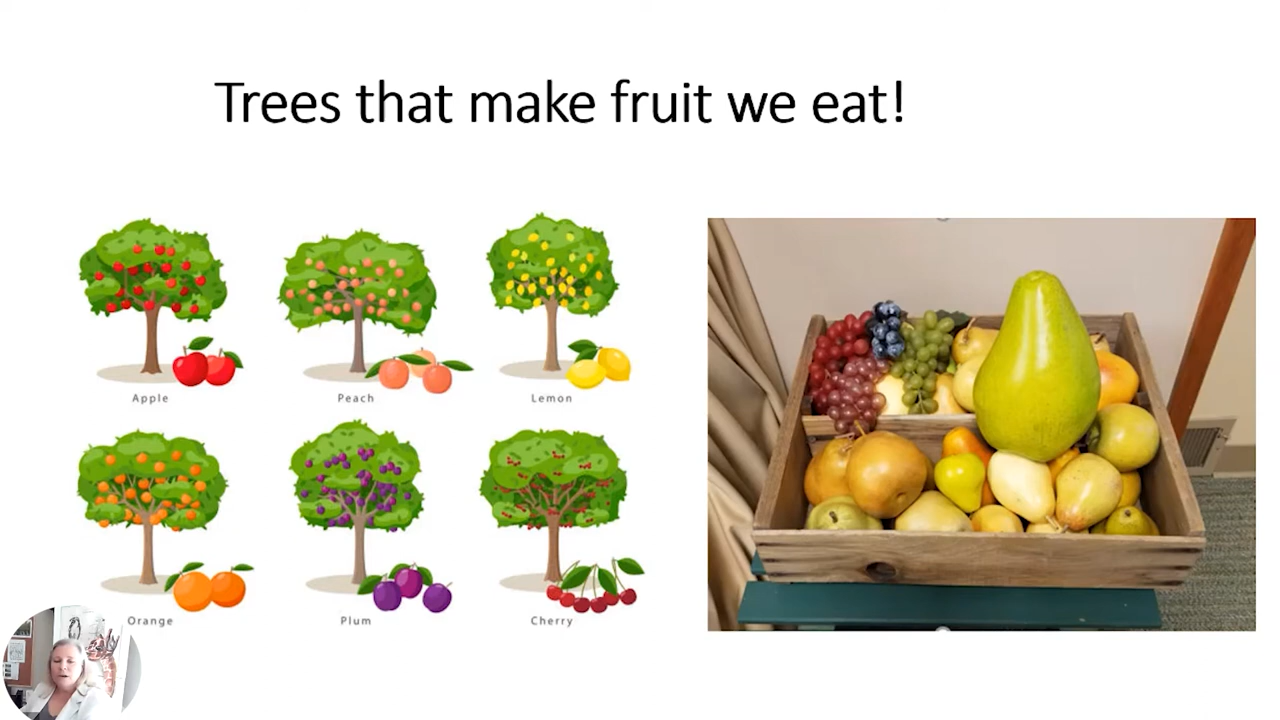 Trees that make fruit we eat!
Apple
Peach
Lemon
Orange
Plum
Cherry